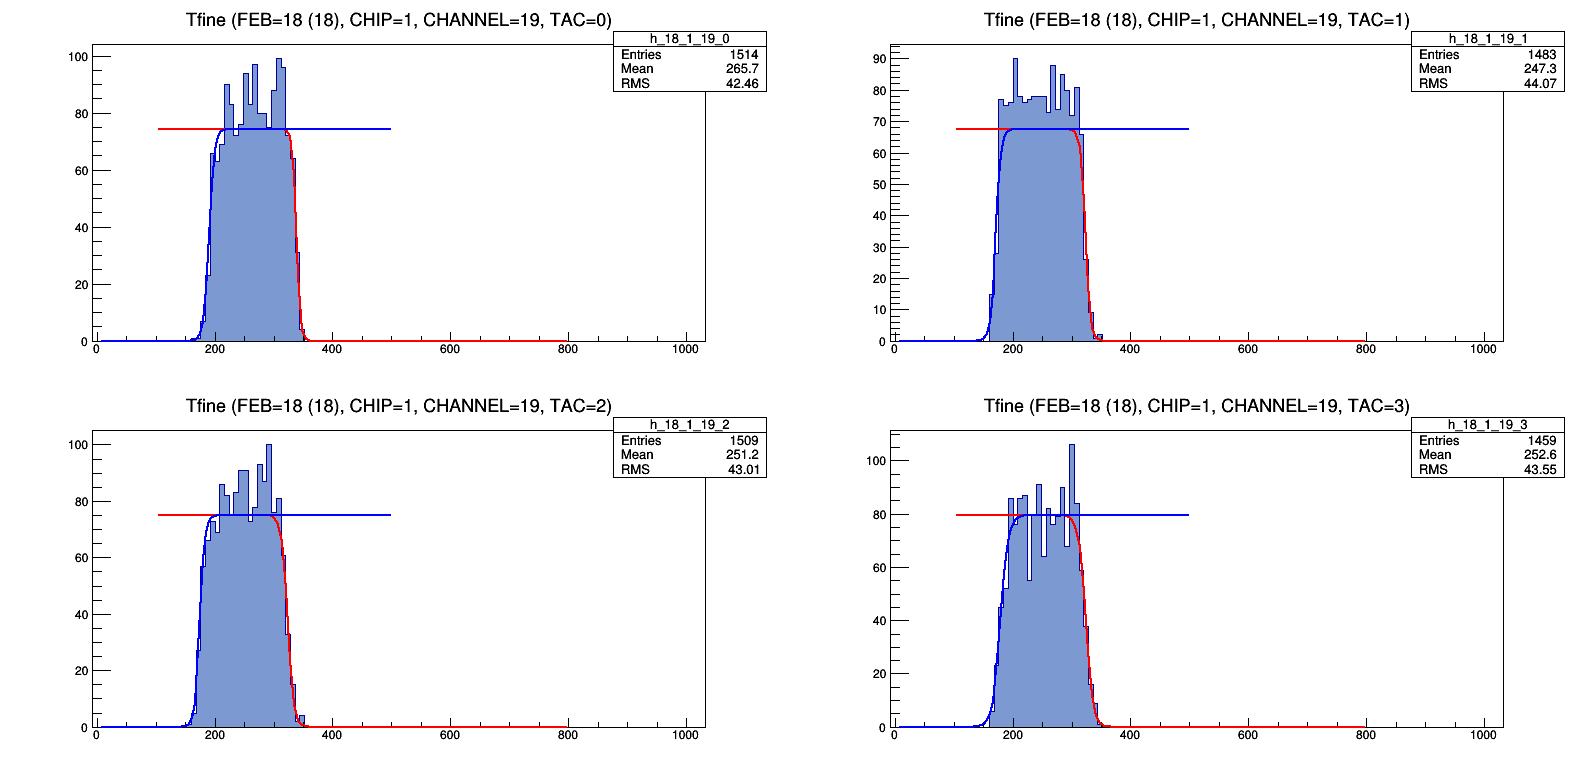 Tfine (FEB=18 (18), CHIP=1, CHANNEL=19, TAC=0)
h_18_1_19_0
Entries 1514
Mean 265.7
RMS 42.46
100
80
60
40
20
0
0 200 400 600 800 1000
Tfine (FEB=18 (18), CHIP=1, CHANNEL=19, TAC=1)
h_18_1_19_1
Entries 1483
Mean 247.3
RMS 44.07
90
80
70
60
50
40
30
20
10
0
0 200 400 600 800 1000
Tfine (FEB=18 (18), CHIP=1, CHANNEL=19, TAC=2)
h_18_1_19_2
Entries 1509
Mean 251.2
RMS 43.01
100
80
60
40
20
0
0 200 400 600 800 1000
Tfine (FEB=18 (18), CHIP=1, CHANNEL=19, TAC=3)
h_18_1_19_3
Entries 1459
Mean 252.6
RMS 43.55
100
80
60
40
20
0
0 200 400 600 800 1000